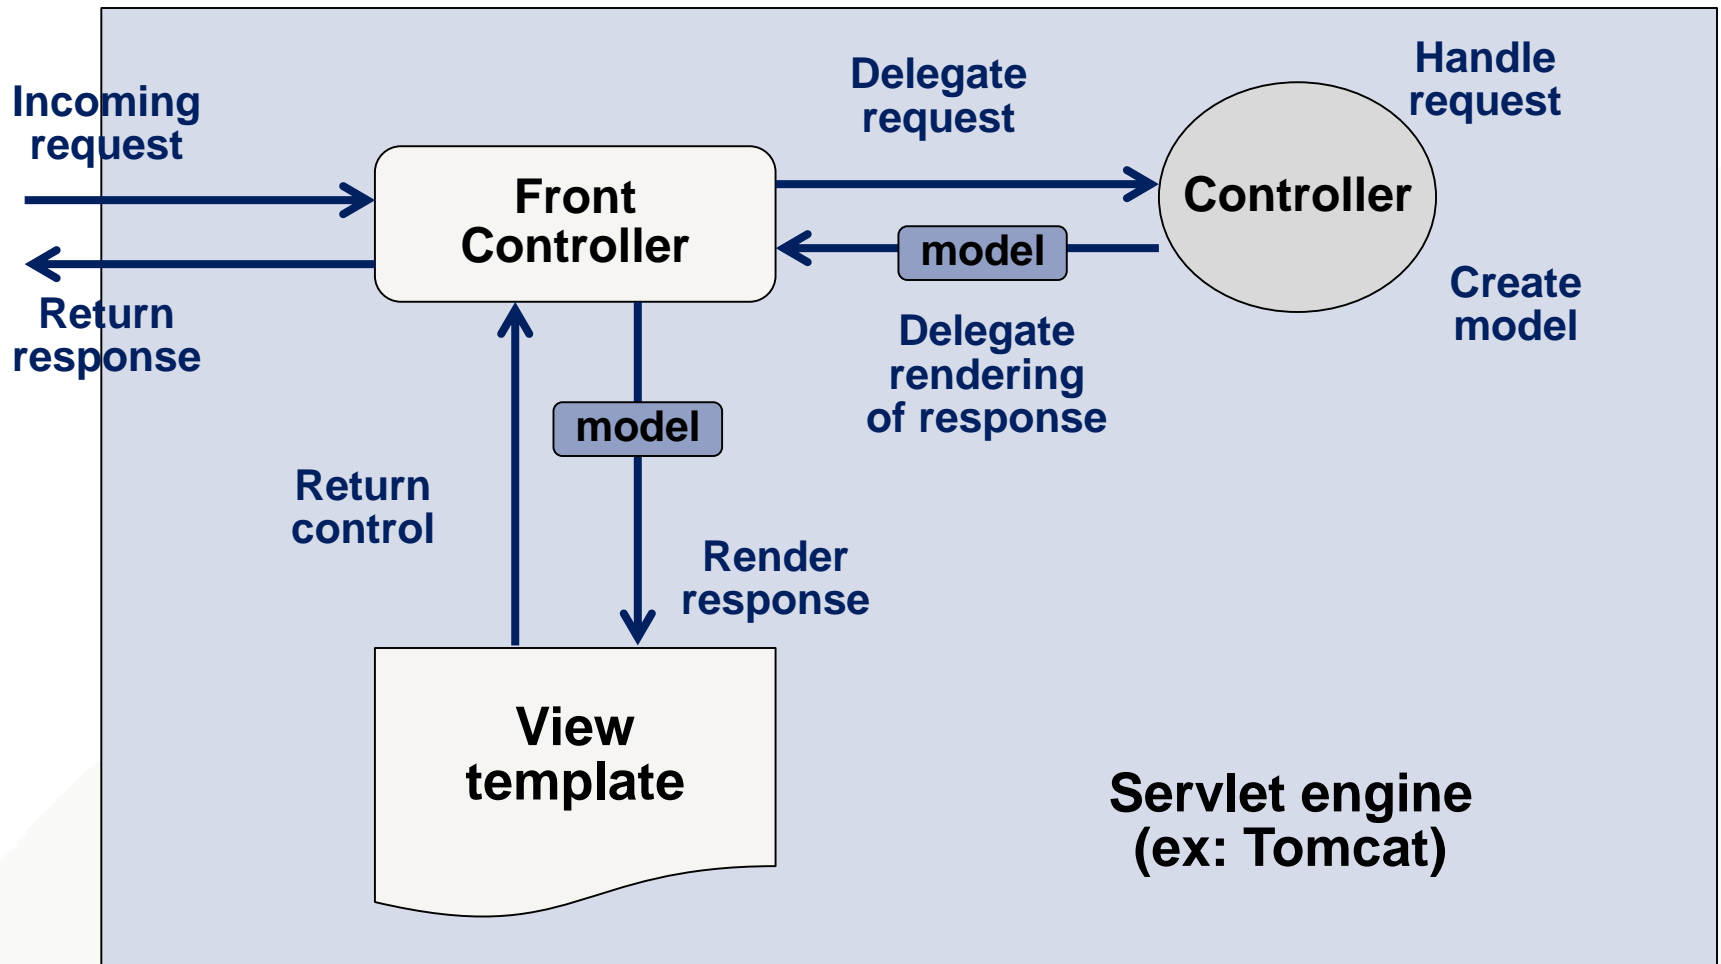 Incoming
request
Return
response
Front
Controller
Delegate
request
model
Delegate
rendering
of response
Controller
Handle
request
Create
model
model
Return
control
Render
response
View
template
Servlet engine
(ex: Tomcat)